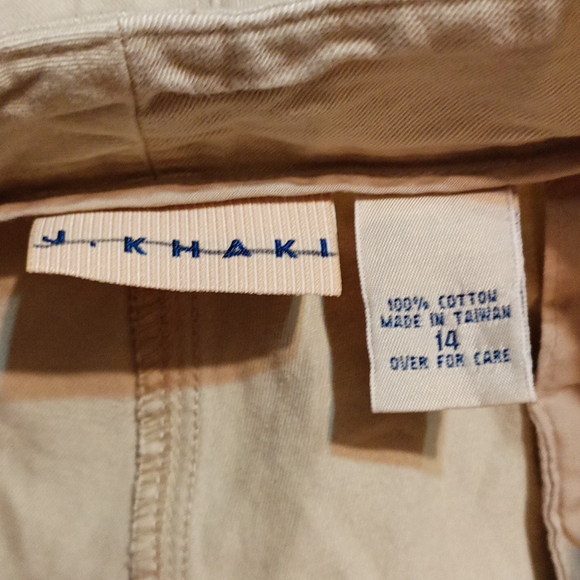 J. KHAKI
100% COTTON
MADE IN TAIWAN
14
OVER FOR CARE